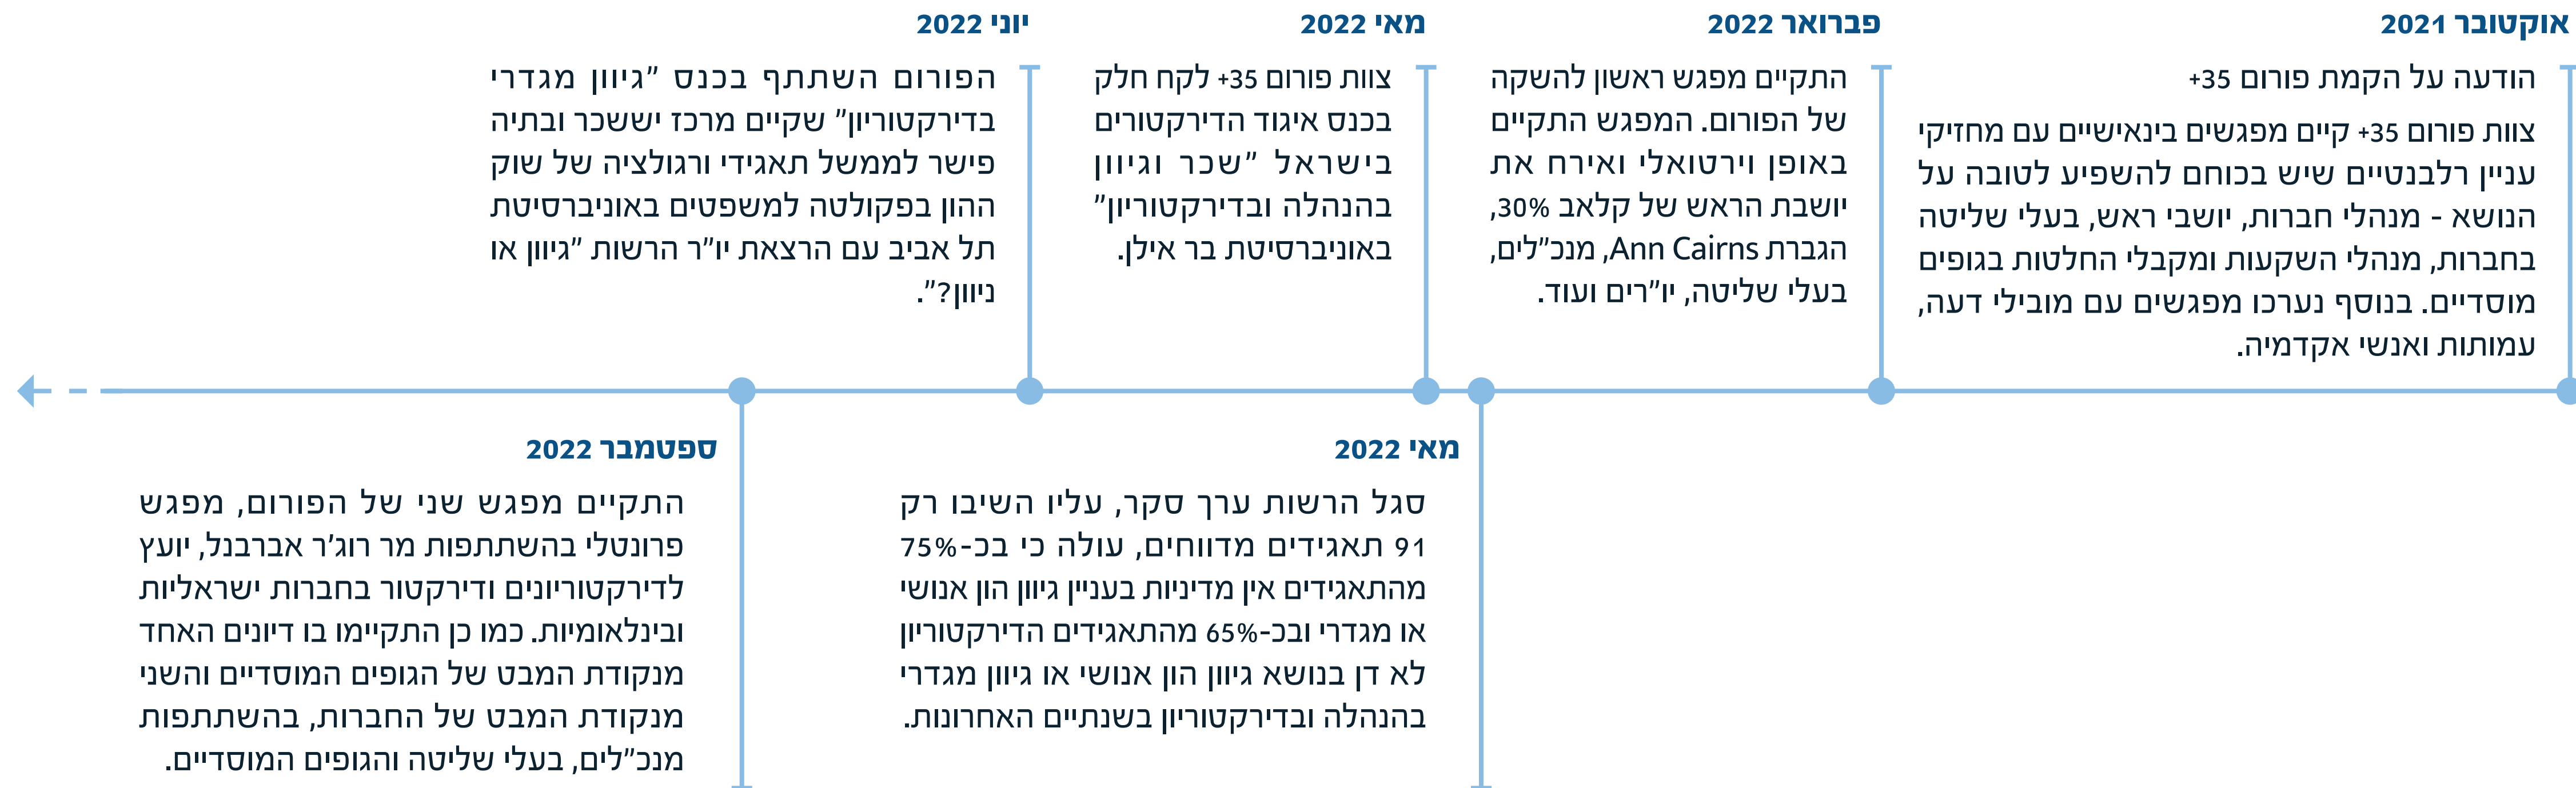 אוקטובר 2021
הודעה על הקמת פורום 35+
צוות פורום 35+ קיים מפגשים בינאישיים עם מחזיקי
עניין רלבנטיים שיש בכוחם להשפיע לטובה על
הנושא - מנהלי חברות, יושבי ראש, בעלי שליטה
בחברות, מנהלי השקעות ומקבלי החלטות בגופים
מוסדיים. בנוסף נערכו מפגשים עם מובילי דעה,
עמותות ואנשי אקדמיה.
פברואר 2022
התקיים מפגש ראשון להשקה
של הפורום. המפגש התקיים
באופן וירטואלי ואירח את
יושבת הראש של קלאב 30%,
הגברת Ann Cairns, מנכ"לים,
בעלי שליטה, יו"רים ועוד.
מאי 2022
סגל הרשות ערך סקר, עליו השיבו רק
91 תאגידים מדווחים, עולה כי בכ-75%
מהתאגידים אין מדיניות בעניין גיוון הון אנושי
או מגדרי ובכ-65% מהתאגידים הדירקטוריון
לא דן בנושא גיוון הון אנושי או גיוון מגדרי
בהנהלה ובדירקטוריון בשנתיים האחרונות.
מאי 2022
צוות פורום 35+ לקח חלק
בכנס איגוד הדירקטורים
בישראל "שכר וגיוון
בהנהלה ובדירקטוריון"
באוניברסיטת בר אילן.
יוני 2022
הפורום השתתף בכנס "גיוון מגדרי
בדירקטוריון" שקיים מרכז יששכר ובתיה
פישר לממשל תאגידי ורגולציה של שוק
ההון בפקולטה למשפטים באוניברסיטת
תל אביב עם הרצאת יו"ר הרשות "גיוון או
ניוון?".
ספטמבר 2022
התקיים מפגש שני של הפורום, מפגש
פרונטלי בהשתתפות מר רוג'ר אברבנל, יועץ
לדירקטוריונים ודירקטור בחברות ישראליות
ובינלאומיות. כמו כן התקיימו בו דיונים האחד
מנקודת המבט של הגופים המוסדיים והשני
מנקודת המבט של החברות, בהשתתפות
מנכ"לים, בעלי שליטה והגופים המוסדיים.